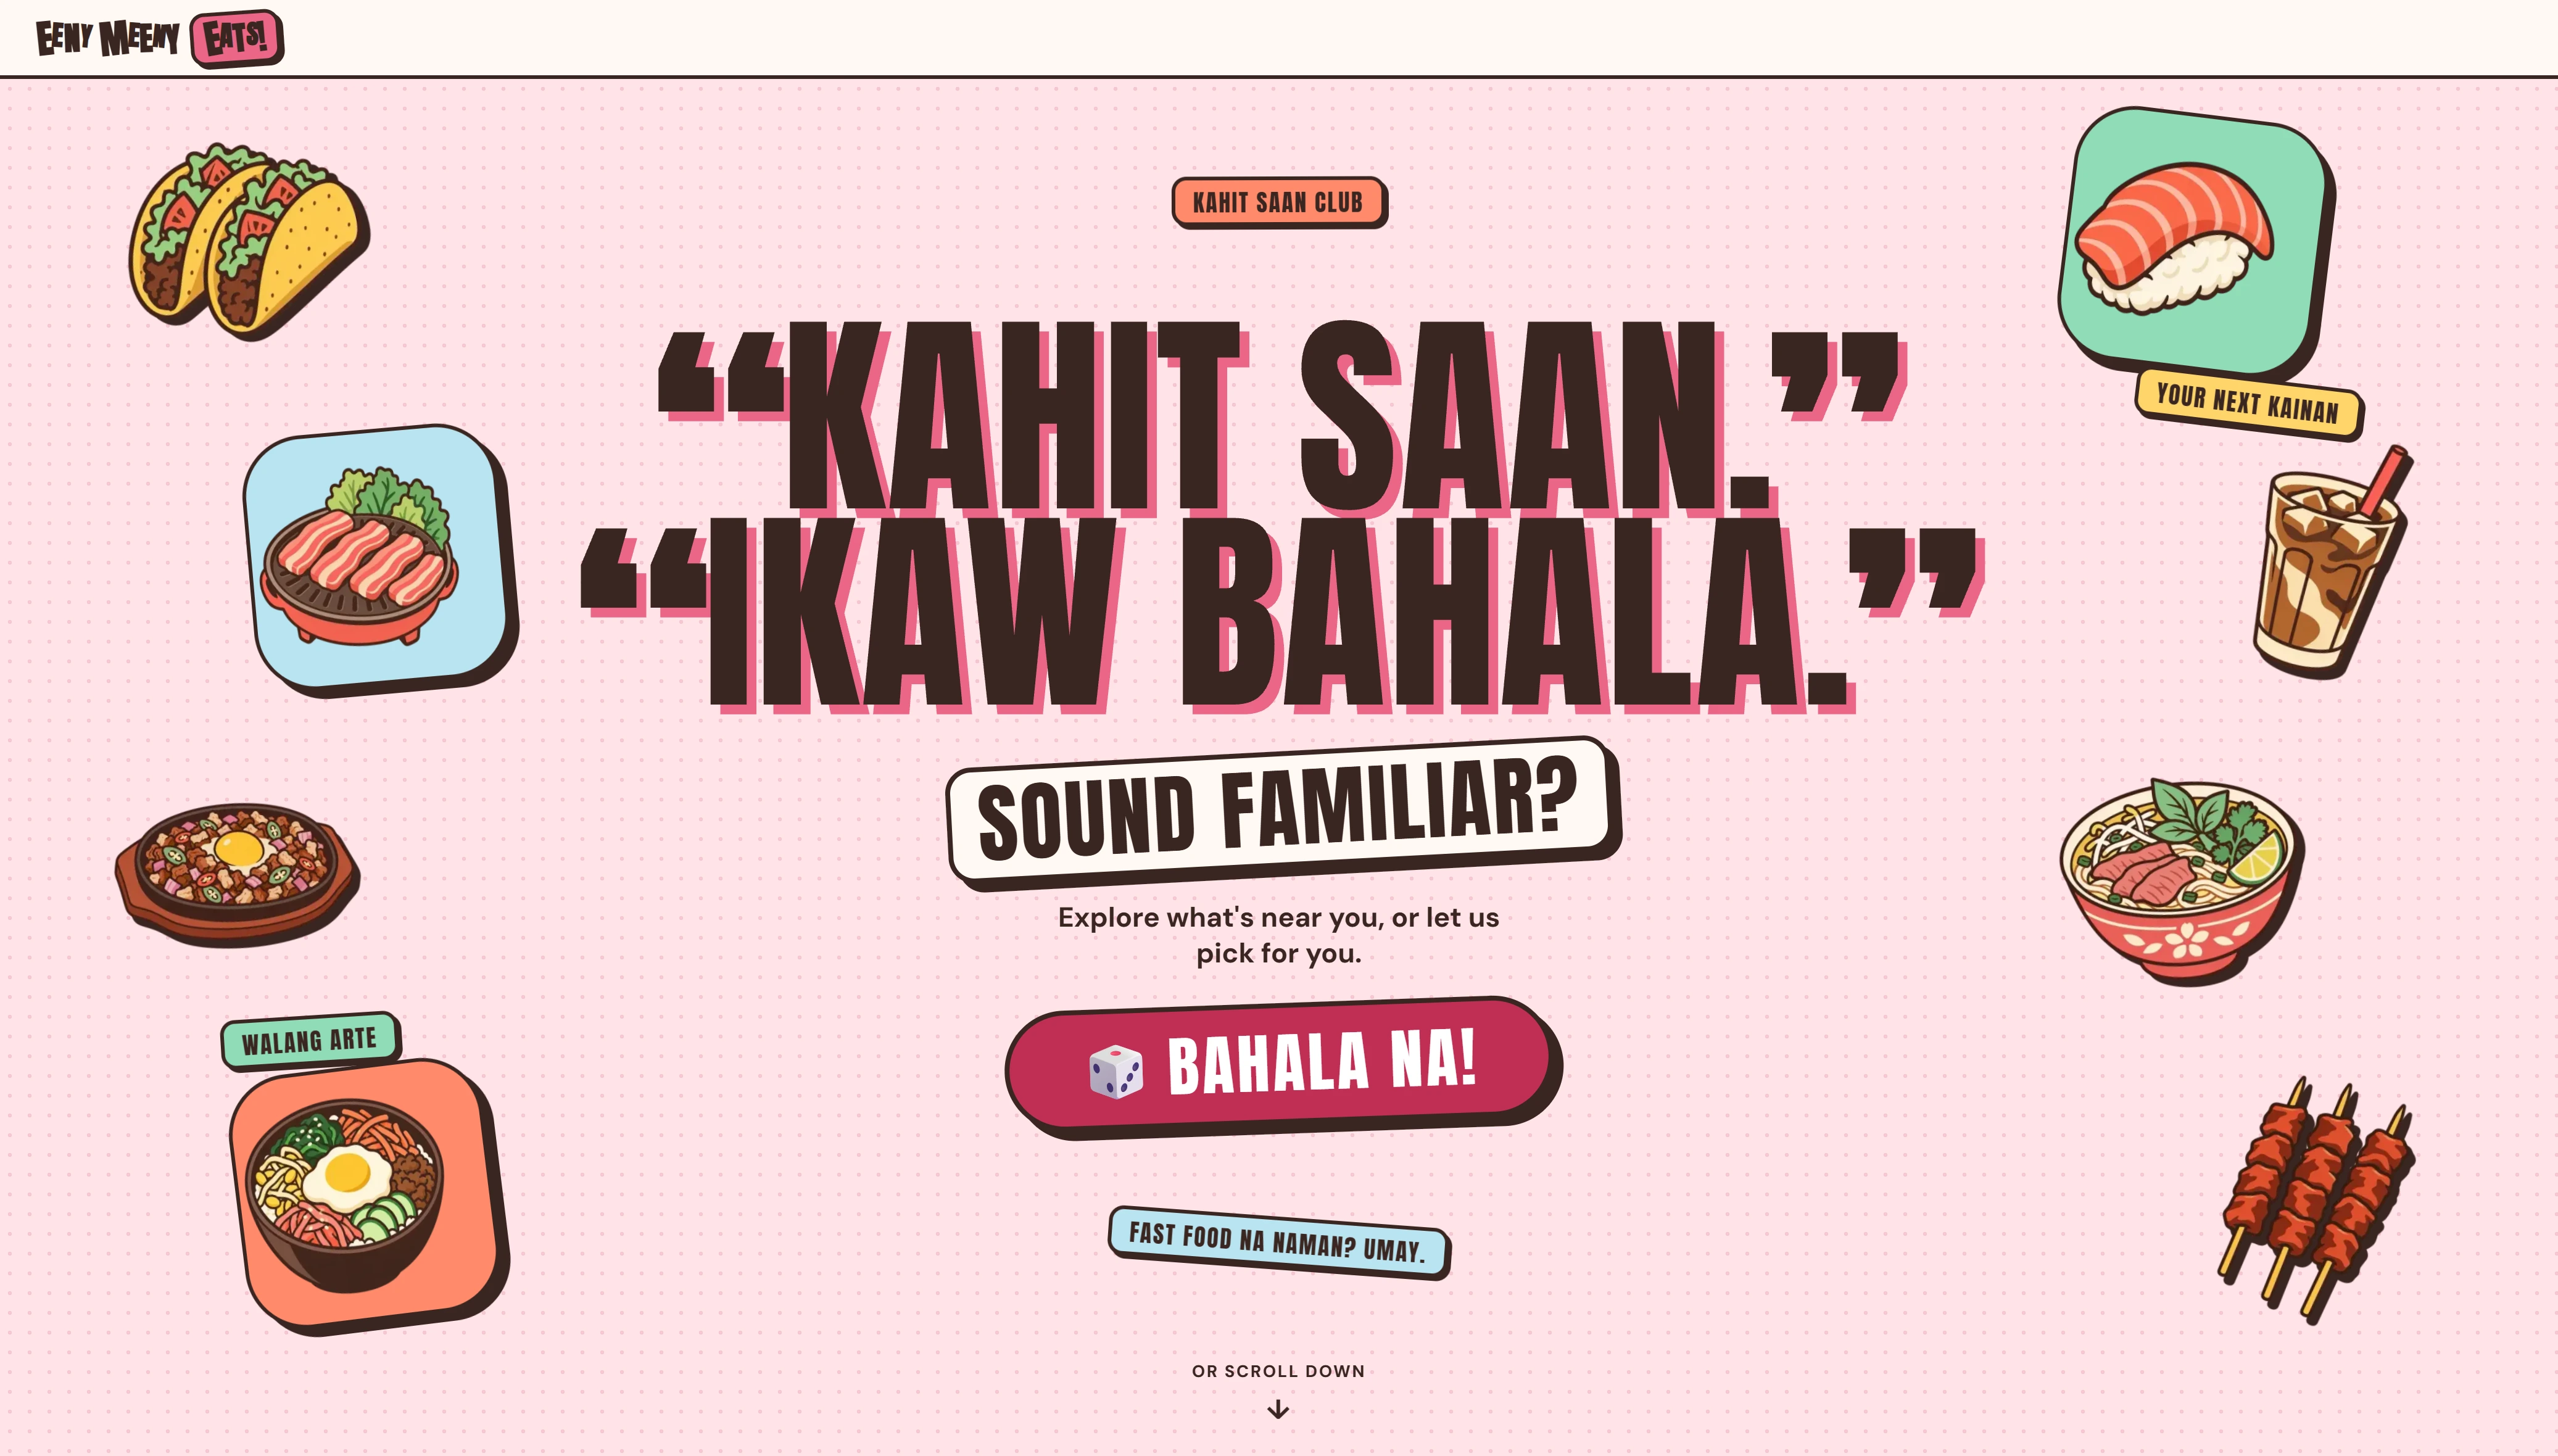 EENY MEENY EATS!
KAHIT SAAN CLUB
“KAHIT SAAN.”
“IKAW BAHALA.”
SOUND FAMILIAR?
Explore what's near you, or let us
pick for you.
BAHALA NA!
FAST FOOD NA NAMAN? UMAY.
OR SCROLL DOWN
YOUR NEXT KAINAN
WALANG ARTE